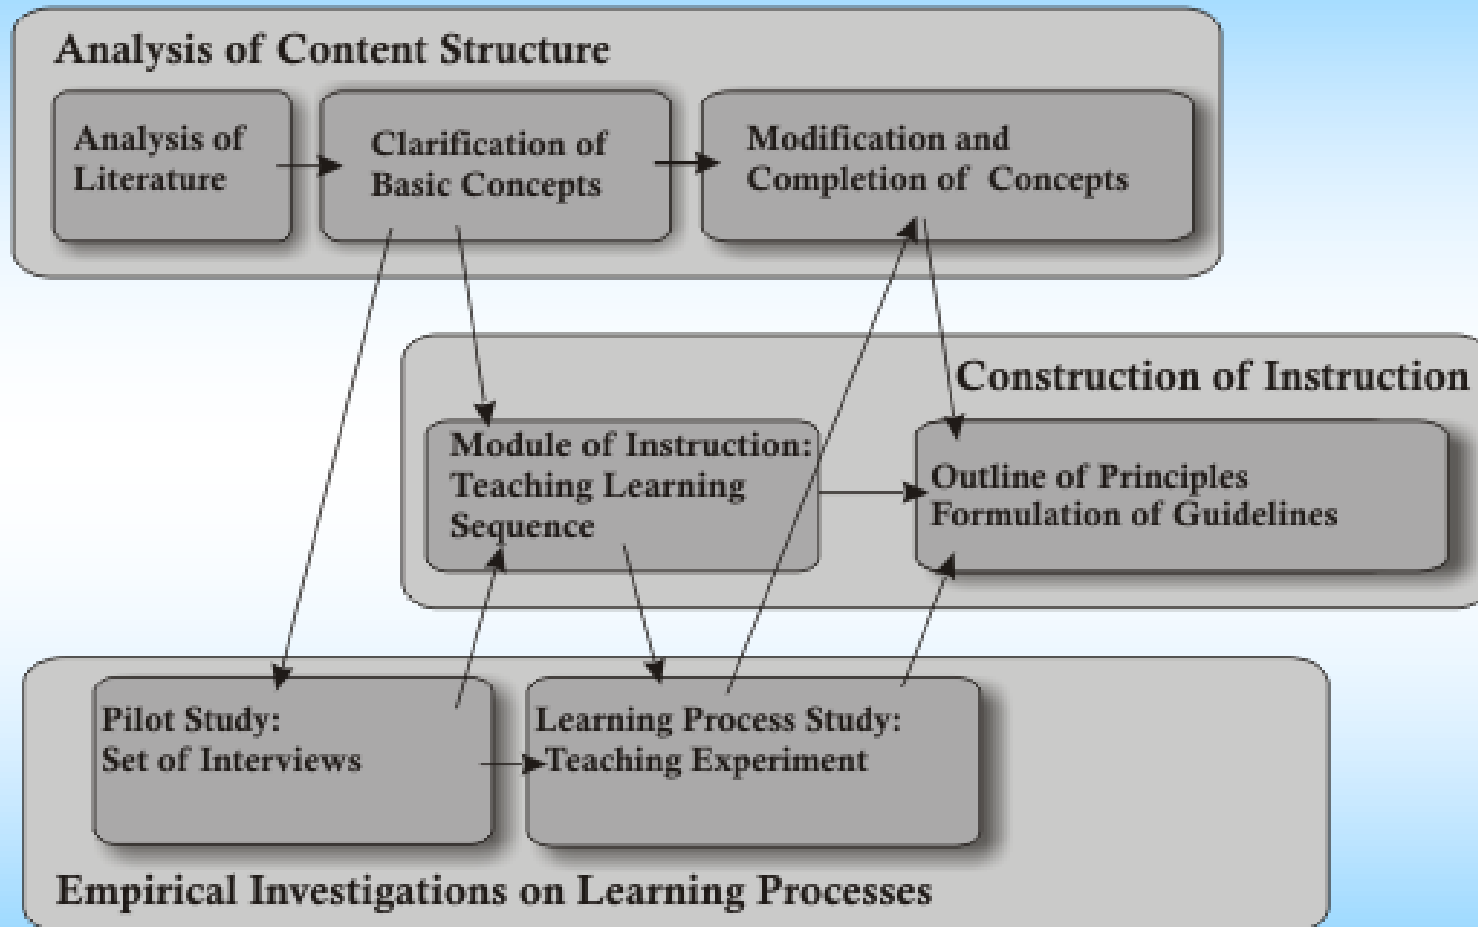 Analysis of Content Structure
Analysis of
Literature
Clarification of
Basic Concepts
Modification and
Completion of Concepts
Construction of Instruction
Module of Instruction:
Teaching Learning
Sequence
Outline of Principles
Formulation of Guidelines
Pilot Study:
Set of Interviews
Learning Process Study:
Teaching Experiment
Empirical Investigations on Learning Processes